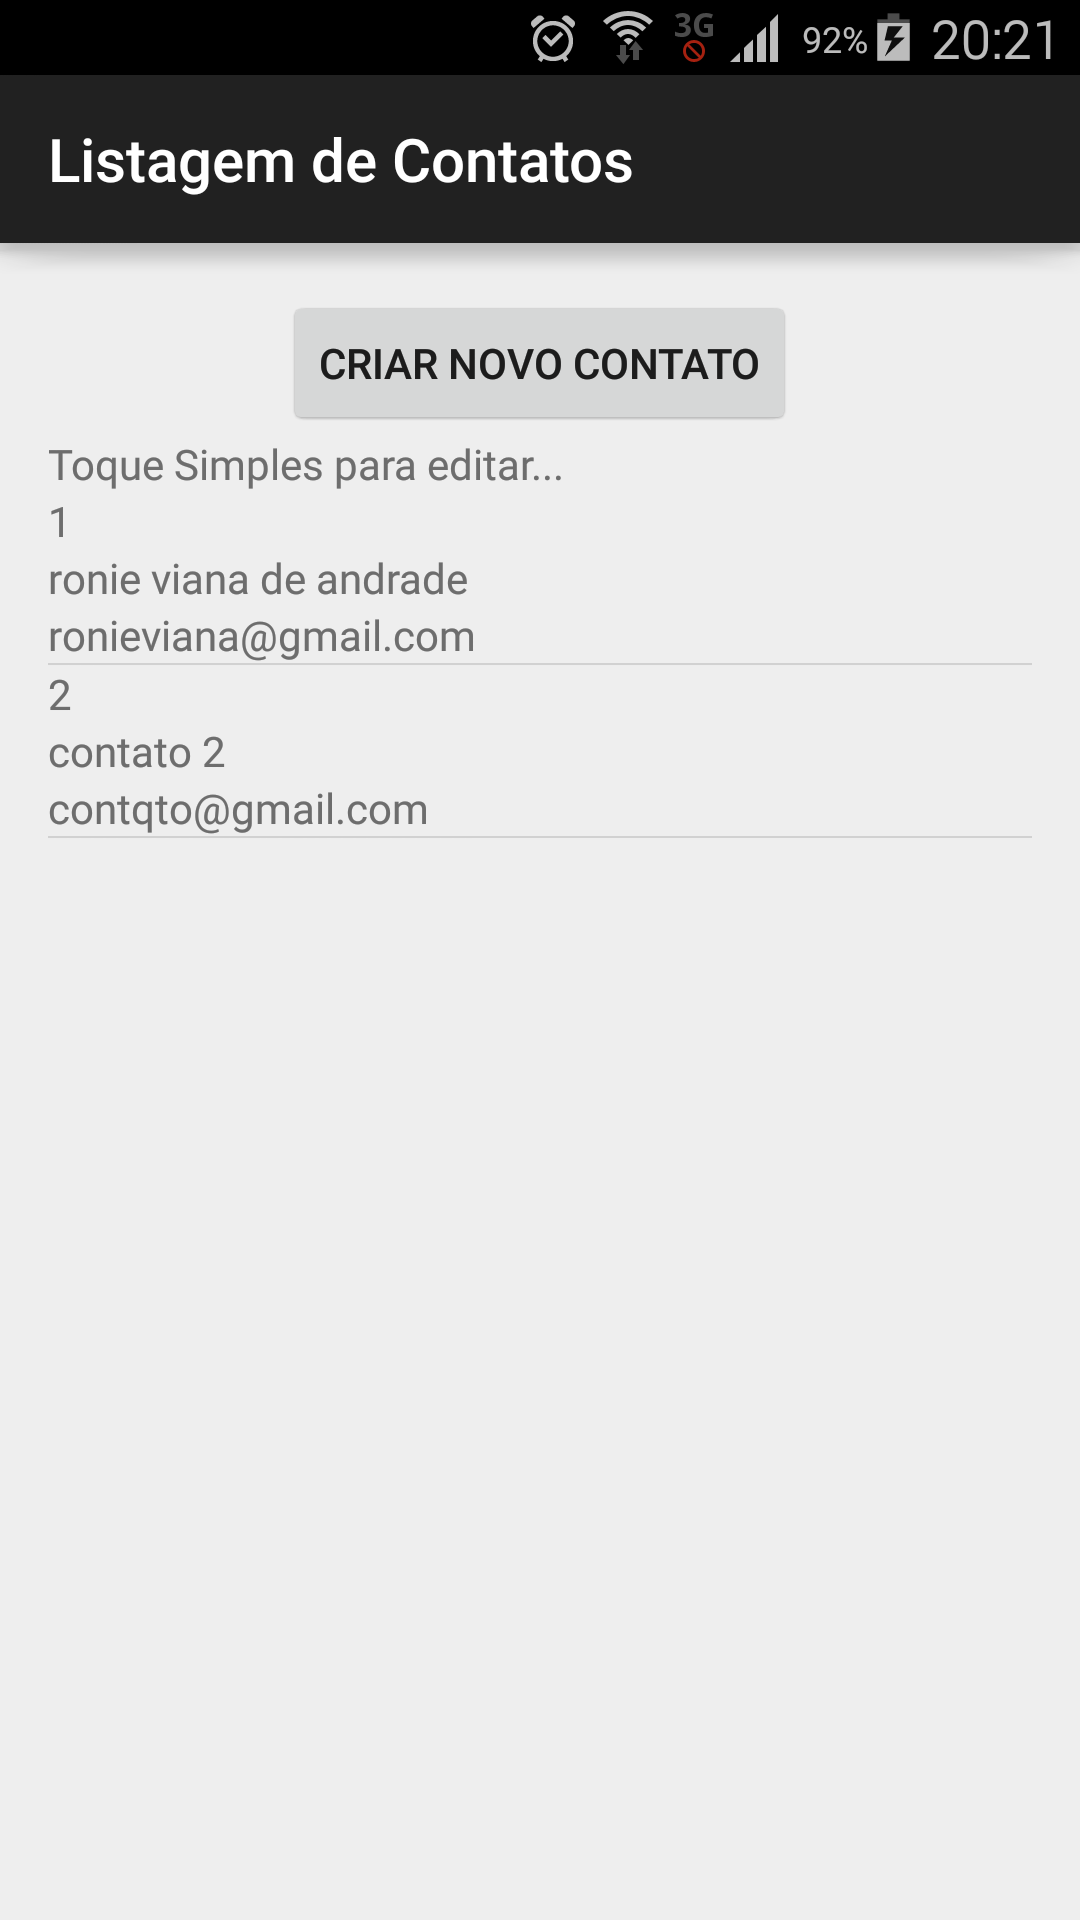 3G 92% 20:21
Listagem de Contatos
CRIAR NOVO CONTATO
Toque Simples para editar...
1
ronie viana de andrade
ronieviana@gmail.com
2
contato 2
contqto@gmail.com